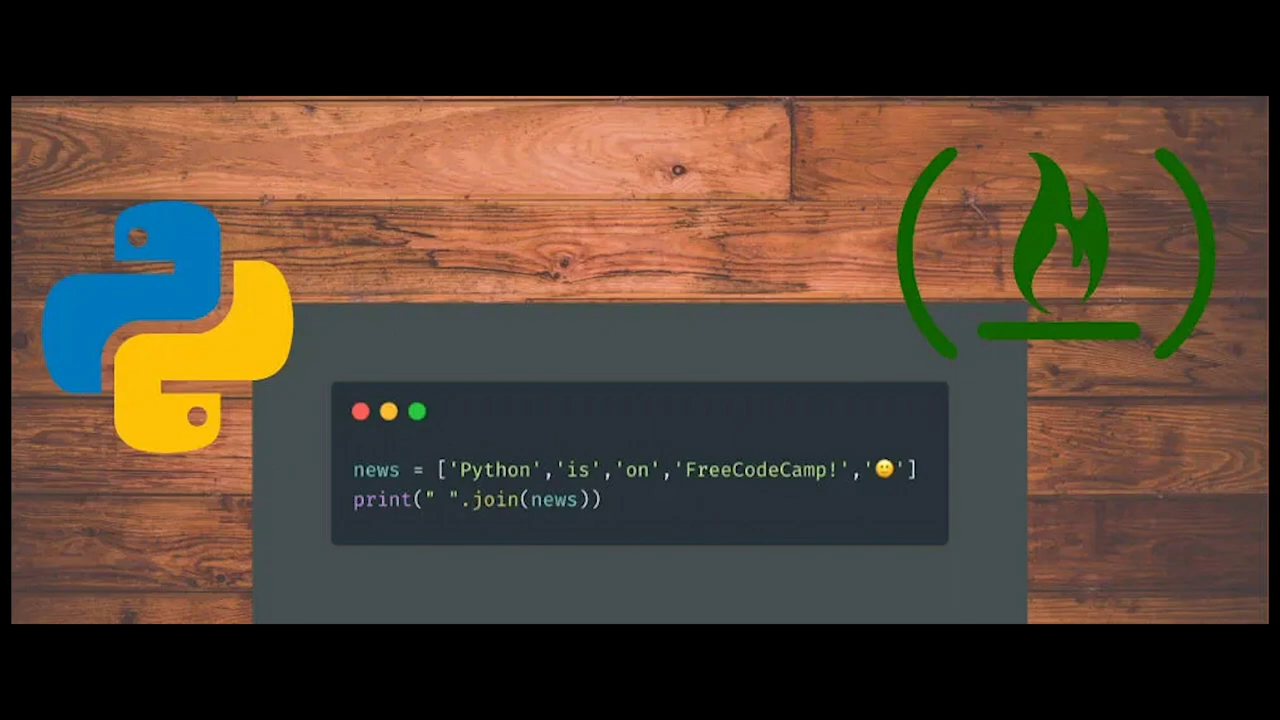 news = ['Python','is','on','FreeCodeCamp!','🙂']
print(" ".join(news))